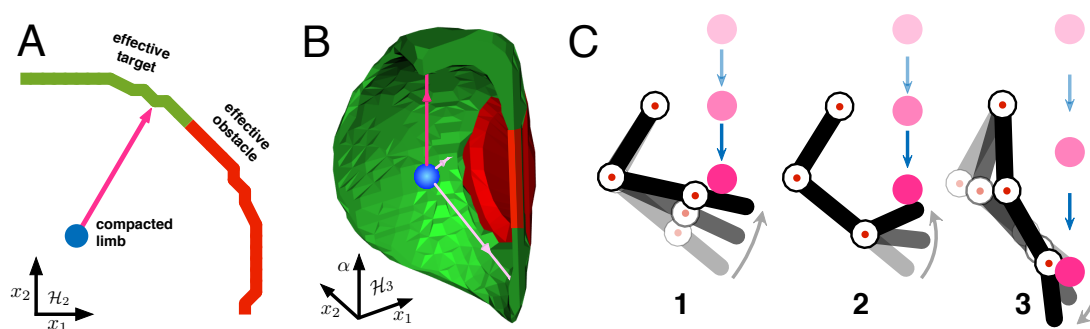 A
effective
target
effective
obstacle
compacted
limb
x₂
ℋ₂
x₁
B
α
ℋ₃
x₂
x₁
C
1
2
3